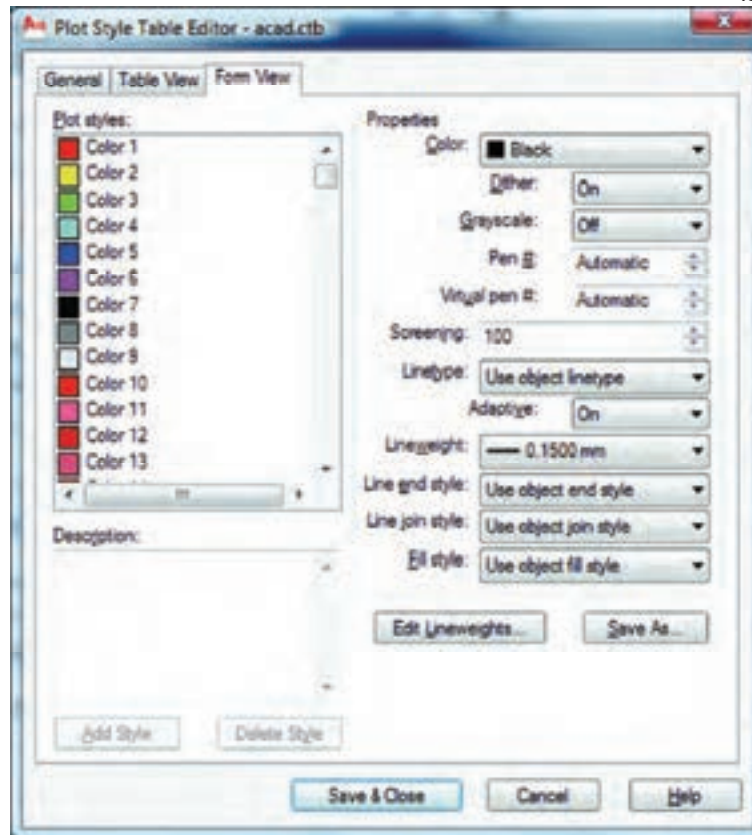 Plot Style Table Editor - acad.ctb
General Table View Form View
Plot styles:
Color 1
Color 2
Color 3
Color 4
Color 5
Color 6
Color 7
Color 8
Color 9
Color 10
Color 11
Color 12
Color 13
Description:
Add Style Delete Style
Properties
Color: Black
Dither: On
Grayscale: Off
Pen #: Automatic
Virtual pen #: Automatic
Screening: 100
Linetype: Use object linetype
Adaptive: On
Lineweight: 0.1500 mm
Line end style: Use object end style
Line join style: Use object join style
Fill style: Use object fill style
Edit Lineweights... Save As...
Save & Close Cancel Help